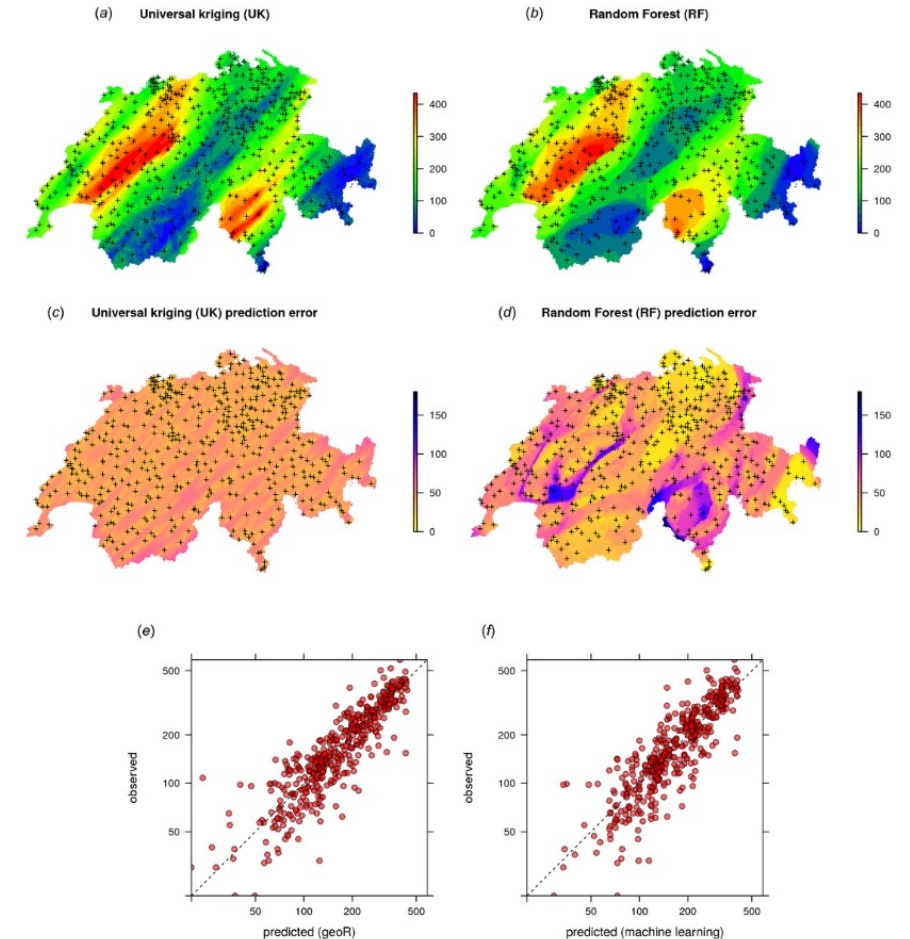 (a) Universal kriging (UK)
(b) Random Forest (RF)
400
300
200
100
0
400
300
200
100
0
(c) Universal kriging (UK) prediction error
(d) Random Forest (RF) prediction error
150
100
50
0
150
100
50
0
(e)
(f)
500
200
100
50
observed
50 100 200 500
predicted (geoR)
500
200
100
50
observed
50 100 200 500
predicted (machine learning)